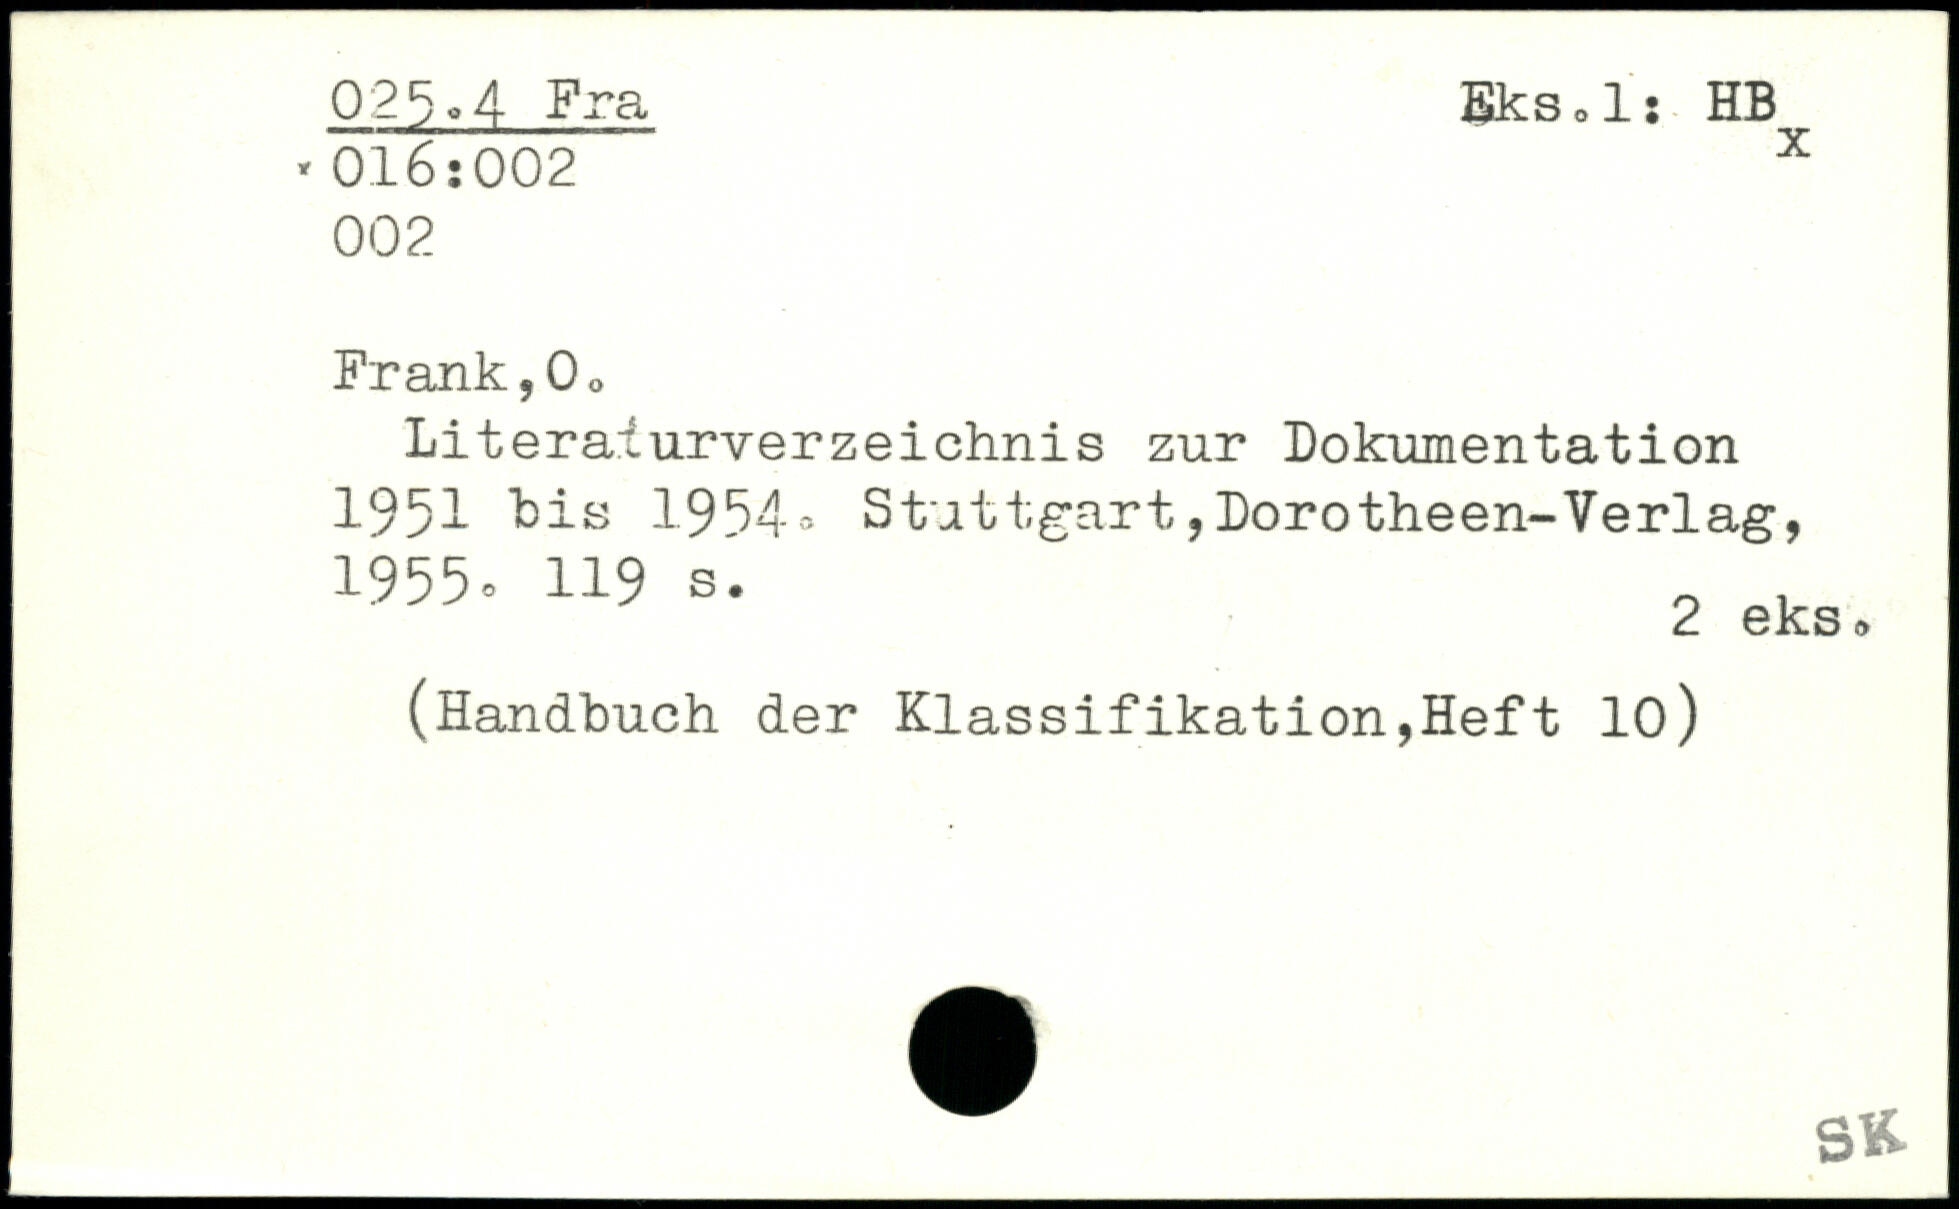 025.4 Fra
Eks.1: HB
x
x 016:002
002
Frank,O.
Literaturverzeichnis zur Dokumentation
1951 bis 1954. Stuttgart,Dorotheen-Verlag,
1955. 119 s.
2 eks.
(Handbuch der Klassifikation,Heft 10)
SK